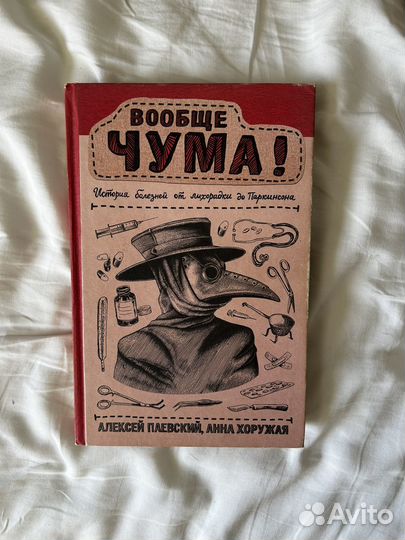 ВООБЩЕ
ЧУМА!
История болезней от лихорадки до Паркинсона
АЛЕКСЕЙ ПАЕВСКИЙ, АННА ХОРУЖАЯ
Avito